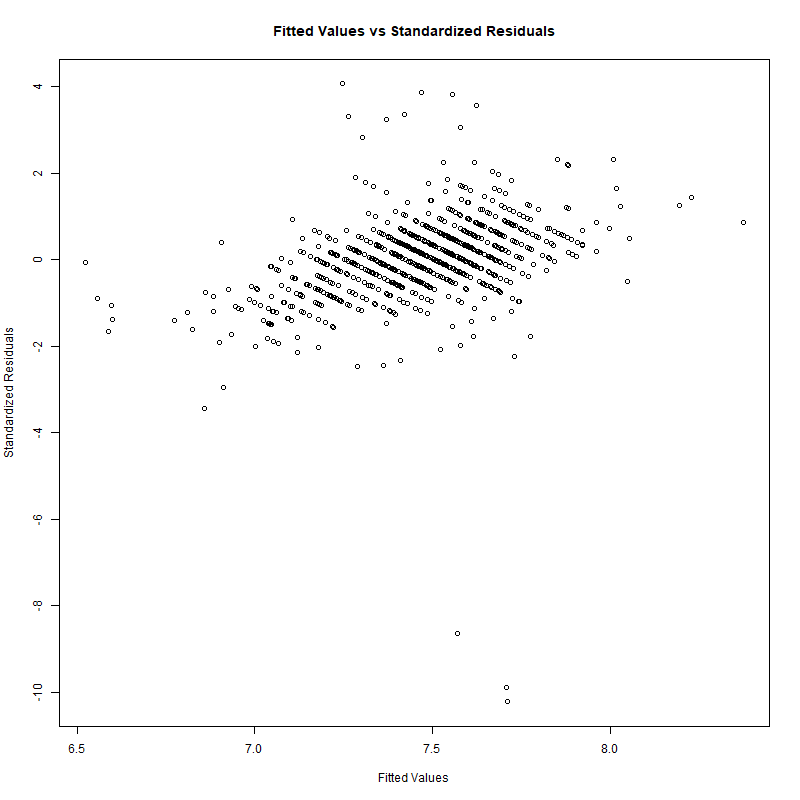 Fitted Values vs Standardized Residuals
Standardized Residuals
4
2
0
-2
-4
-6
-8
-10
6.5 7.0 7.5 8.0
Fitted Values